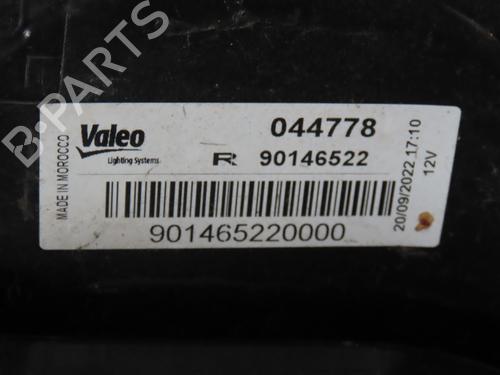 MADE IN MOROCCO
Valeo
Lighting Systems
044778
R 90146522
901465220000
20/09/2022 17:10
12V
B-PARTS